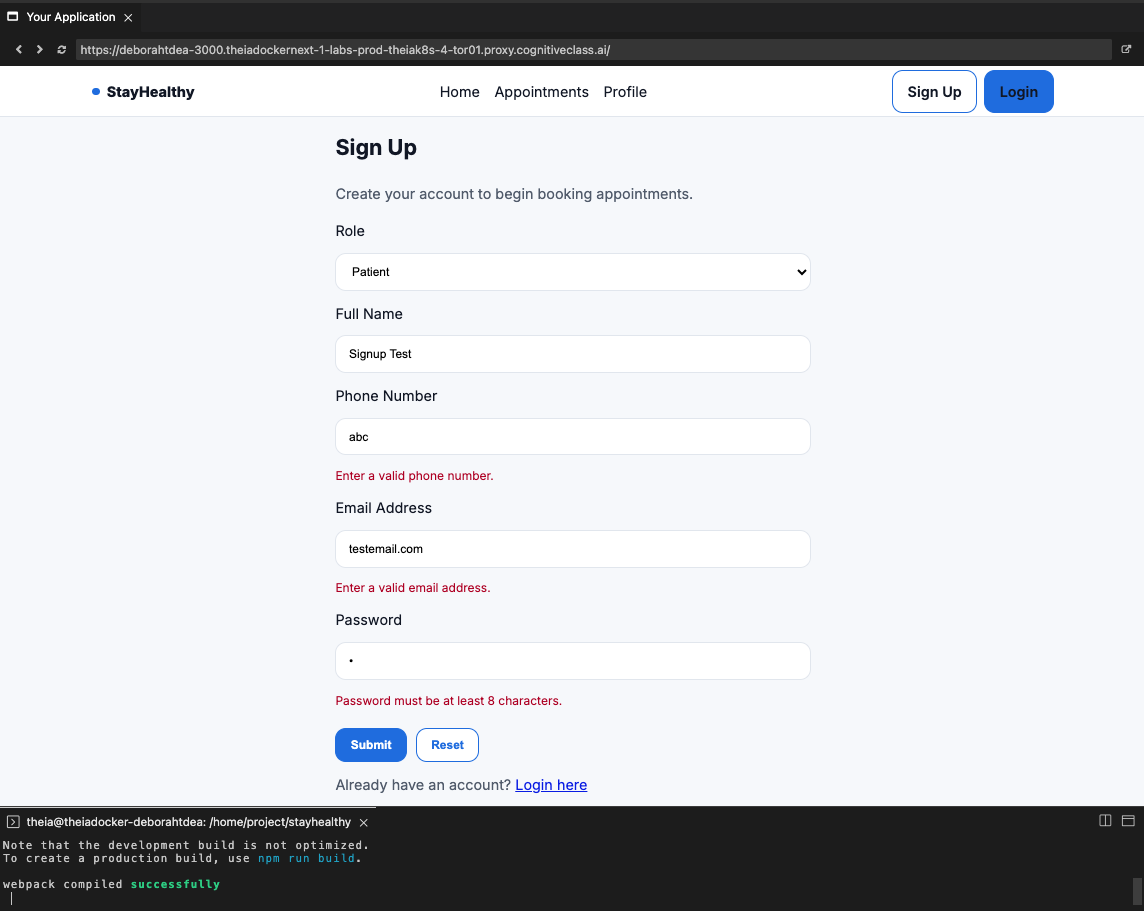 Your Application
https://deborahtdea-3000.theiadockernext-1-labs-prod-theiak8s-4-tor01.proxy.cognitiveclass.ai/
StayHealthy Home Appointments Profile Sign Up Login
Sign Up
Create your account to begin booking appointments.
Role
Patient
Full Name
Signup Test
Phone Number
abc
Enter a valid phone number.
Email Address
testemail.com
Enter a valid email address.
Password
•
Password must be at least 8 characters.
Submit Reset
Already have an account? Login here
theia@theiadocker-deborahtdea: /home/project/stayhealthy
Note that the development build is not optimized.
To create a production build, use npm run build.
webpack compiled successfully